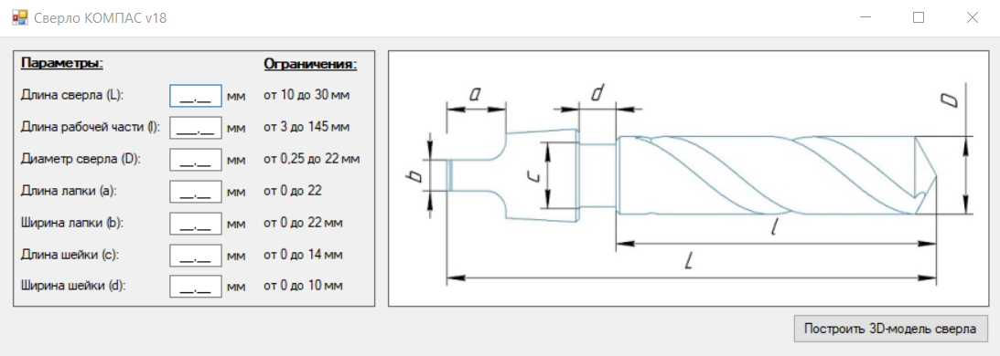 Сверло КОМПАС v18
Параметры: Ограничения:
Длина сверла (L): __.__ мм от 10 до 30 мм
Длина рабочей части (l): ___.__ мм от 3 до 145 мм
Диаметр сверла (D): __.__ мм от 0,25 до 22 мм
Длина лапки (a): __.__ мм от 0 до 22
Ширина лапки (b): __.__ мм от 0 до 22 мм
Длина шейки (c): __.__ мм от 0 до 14 мм
Ширина шейки (d): __.__ мм от 0 до 10 мм
a
d
D
b
c
l
L
Построить 3D-модель сверла